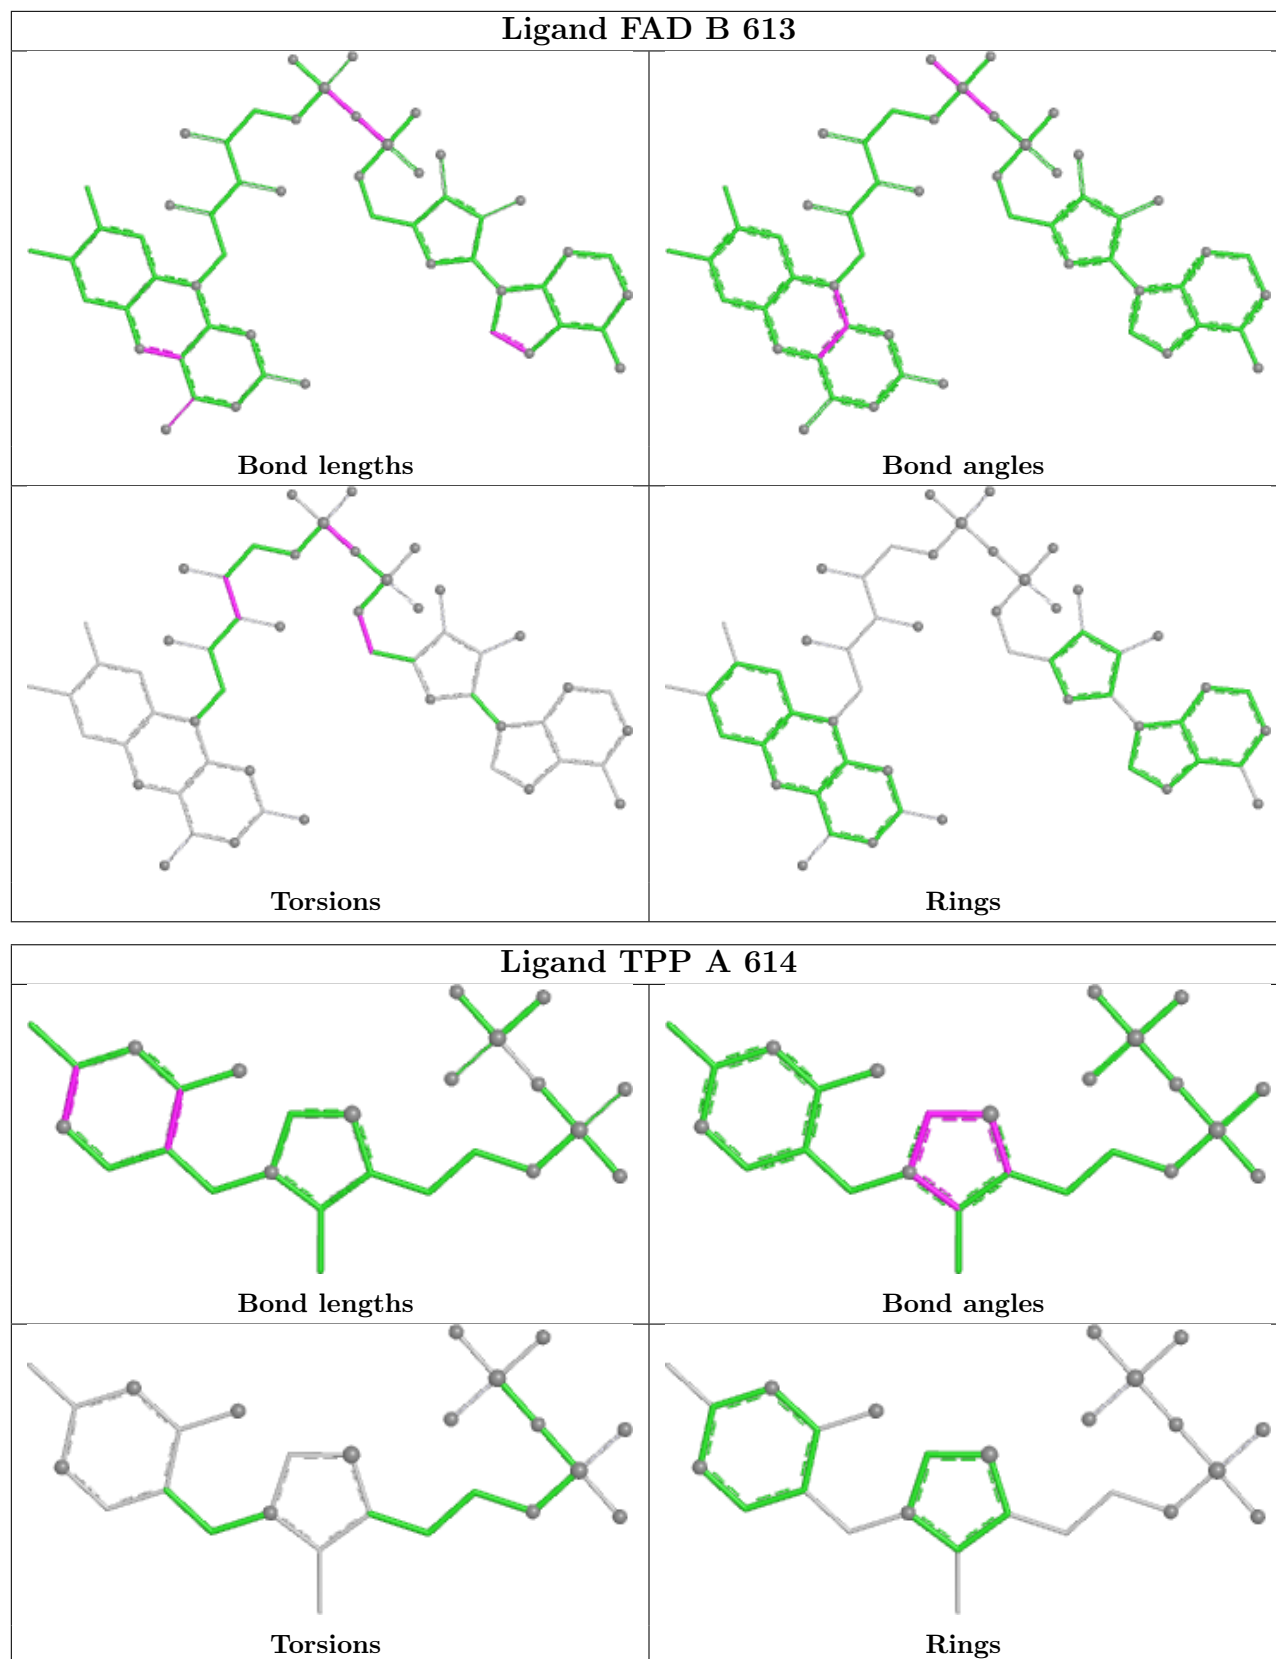 Ligand FAD B 613
Bond lengths
Bond angles
Torsions
Rings
Ligand TPP A 614
Bond lengths
Bond angles
Torsions
Rings